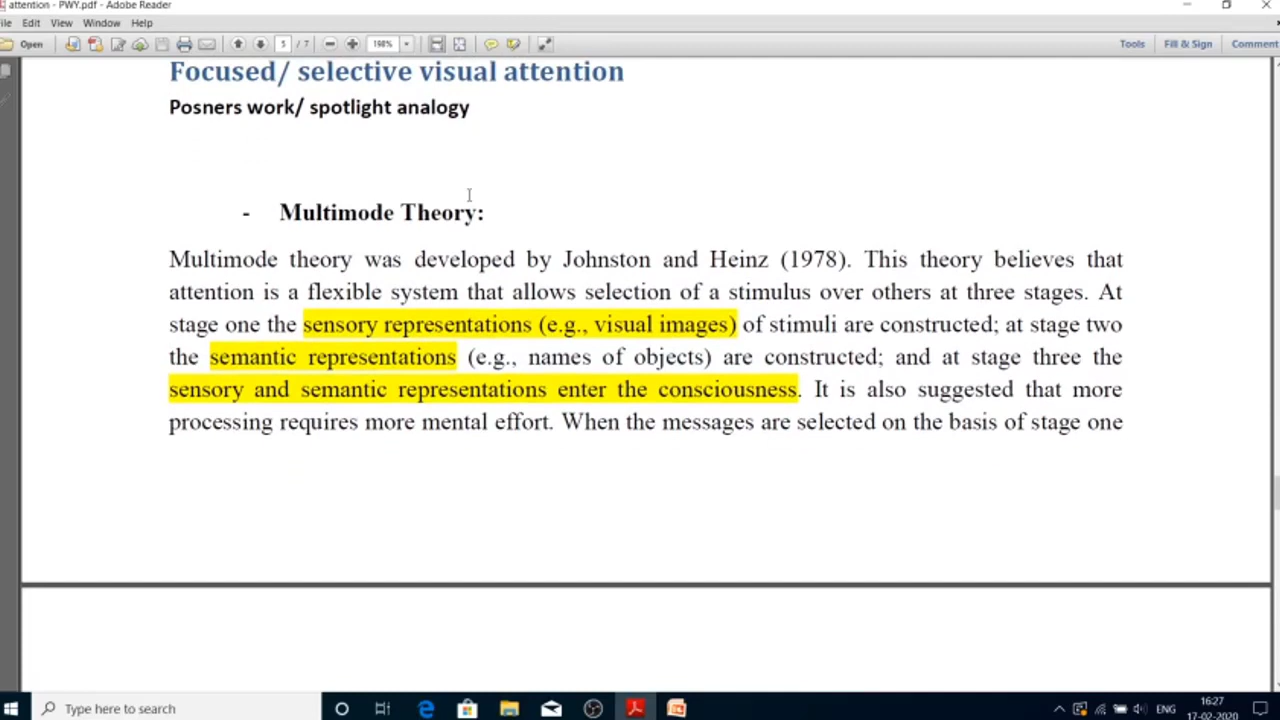 attention - PWY.pdf - Adobe Reader
File Edit View Window Help
Open 5 / 7 198% Tools Fill & Sign Comment
Focused/ selective visual attention
Posners work/ spotlight analogy
- Multimode Theory:
Multimode theory was developed by Johnston and Heinz (1978). This theory believes that
attention is a flexible system that allows selection of a stimulus over others at three stages. At
stage one the sensory representations (e.g., visual images) of stimuli are constructed; at stage two
the semantic representations (e.g., names of objects) are constructed; and at stage three the
sensory and semantic representations enter the consciousness. It is also suggested that more
processing requires more mental effort. When the messages are selected on the basis of stage one
Type here to search
ENG
16:27
17-02-2020